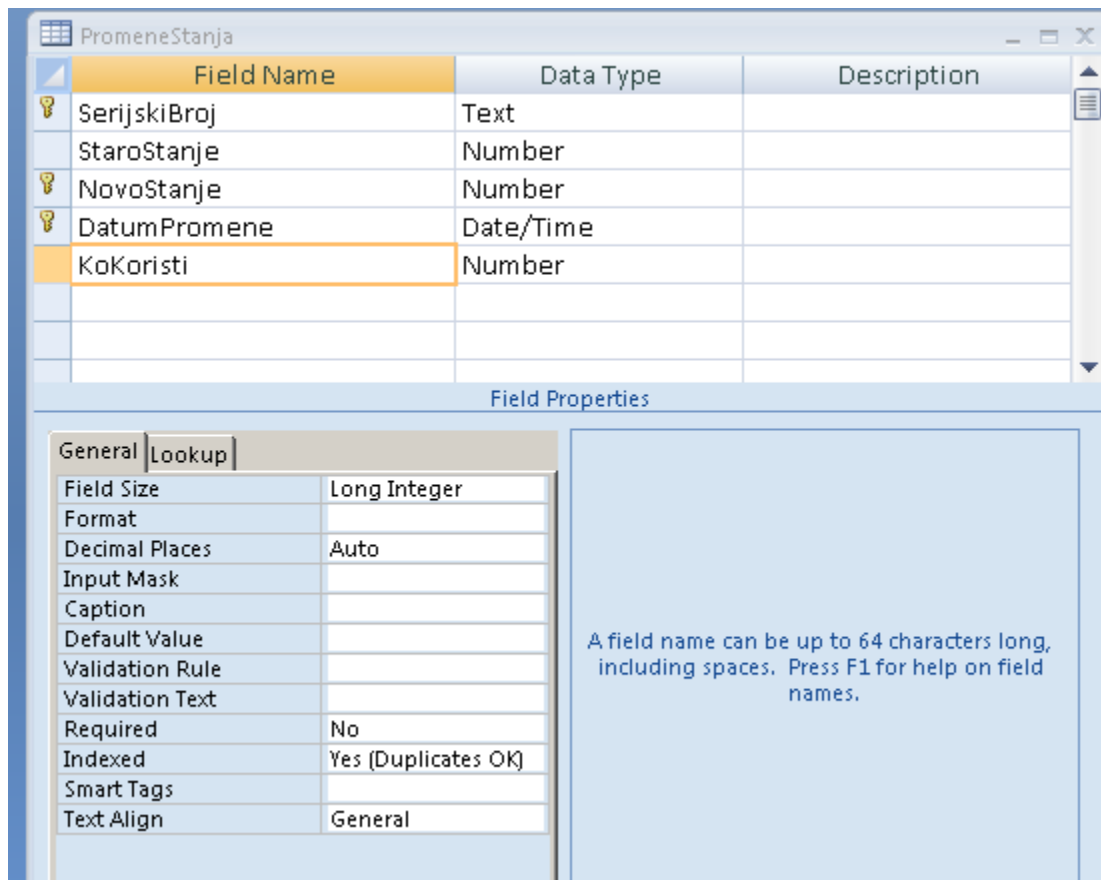 PromeneStanja
Field Name Data Type Description
SerijskiBroj Text
StaroStanje Number
NovoStanje Number
DatumPromene Date/Time
KoKoristi Number
Field Properties
General Lookup
Field Size Long Integer
Format
Decimal Places Auto
Input Mask
Caption
Default Value
Validation Rule
Validation Text
Required No
Indexed Yes (Duplicates OK)
Smart Tags
Text Align General
A field name can be up to 64 characters long,
including spaces. Press F1 for help on field
names.